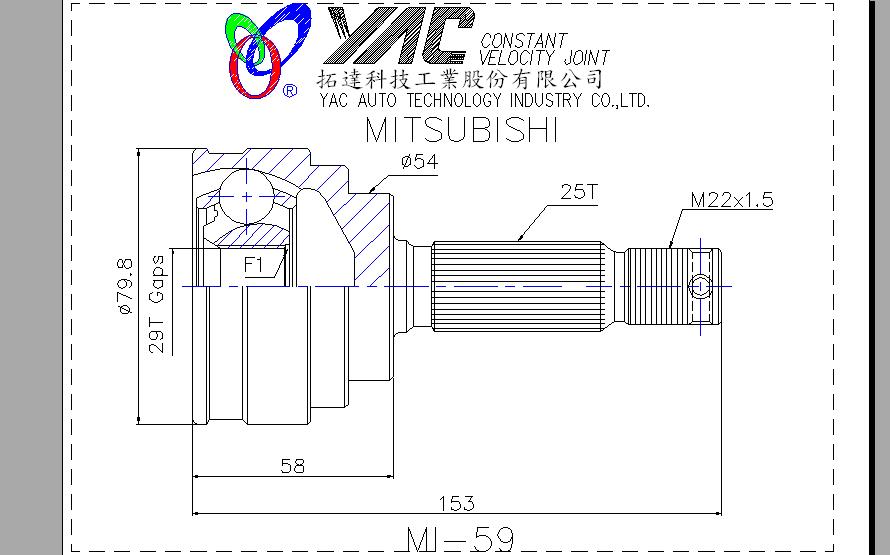 YAC
CONSTANT
VELOCITY JOINT
拓達科技工業股份有限公司
®
YAC AUTO TECHNOLOGY INDUSTRY CO.,LTD.
MITSUBISHI
ø54
25T
M22x1.5
F1
ø79.8
29T Gaps
58
153
MI-59